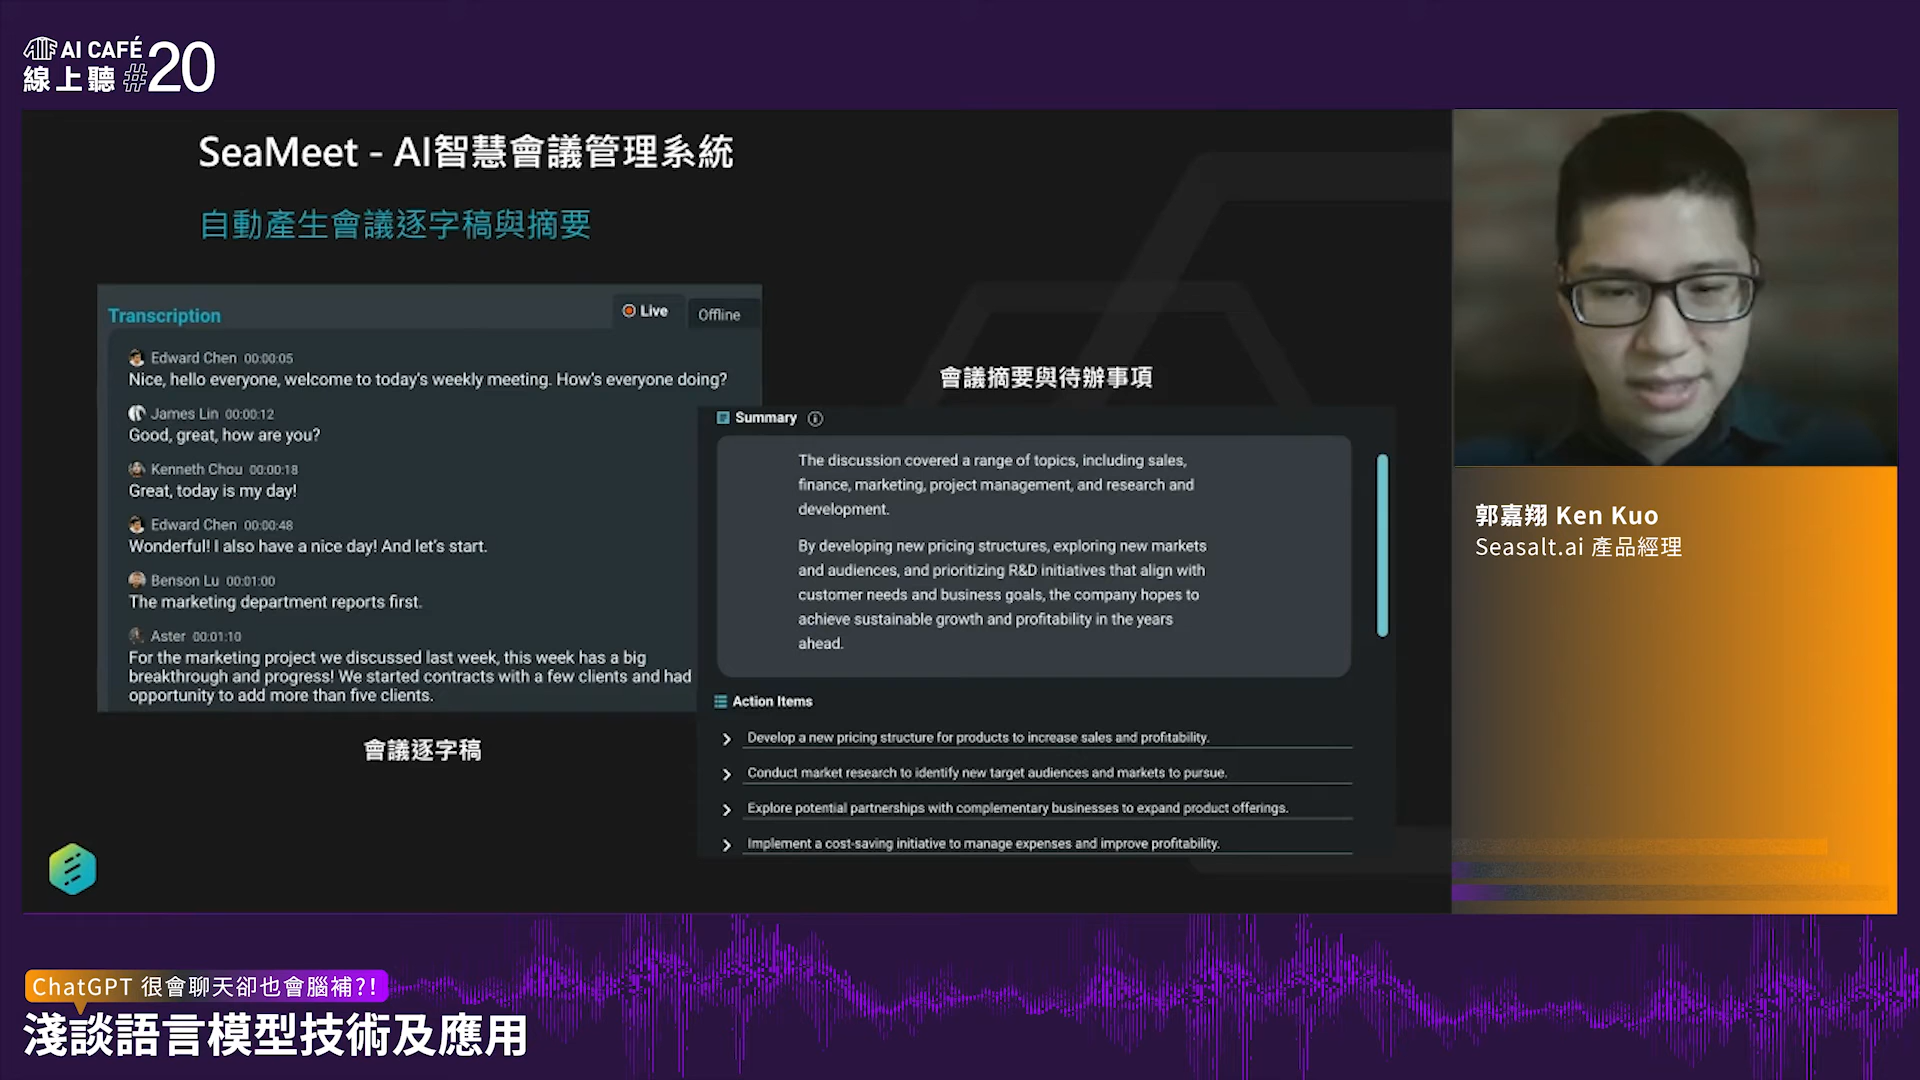 AIF AI CAFÉ
線上聽 #20
SeaMeet - AI智慧會議管理系統
自動產生會議逐字稿與摘要
Transcription
Live
Offline
Edward Chen 00:00:05
Nice, hello everyone, welcome to today's weekly meeting. How's everyone doing?
James Lin 00:00:12
Good, great, how are you?
Kenneth Chou 00:00:18
Great, today is my day!
Edward Chen 00:00:48
Wonderful! I also have a nice day! And let's start.
Benson Lu 00:01:00
The marketing department reports first.
Aster 00:01:10
For the marketing project we discussed last week, this week has a big
breakthrough and progress! We started contracts with a few clients and had
opportunity to add more than five clients.
會議逐字稿
會議摘要與待辦事項
Summary
The discussion covered a range of topics, including sales,
finance, marketing, project management, and research and
development.
By developing new pricing structures, exploring new markets
and audiences, and prioritizing R&D initiatives that align with
customer needs and business goals, the company hopes to
achieve sustainable growth and profitability in the years
ahead.
Action Items
Develop a new pricing structure for products to increase sales and profitability.
Conduct market research to identify new target audiences and markets to pursue.
Explore potential partnerships with complementary businesses to expand product offerings.
Implement a cost-saving initiative to manage expenses and improve profitability.
郭嘉翔 Ken Kuo
Seasalt.ai 產品經理
ChatGPT 很會聊天卻也會腦補?!
淺談語言模型技術及應用